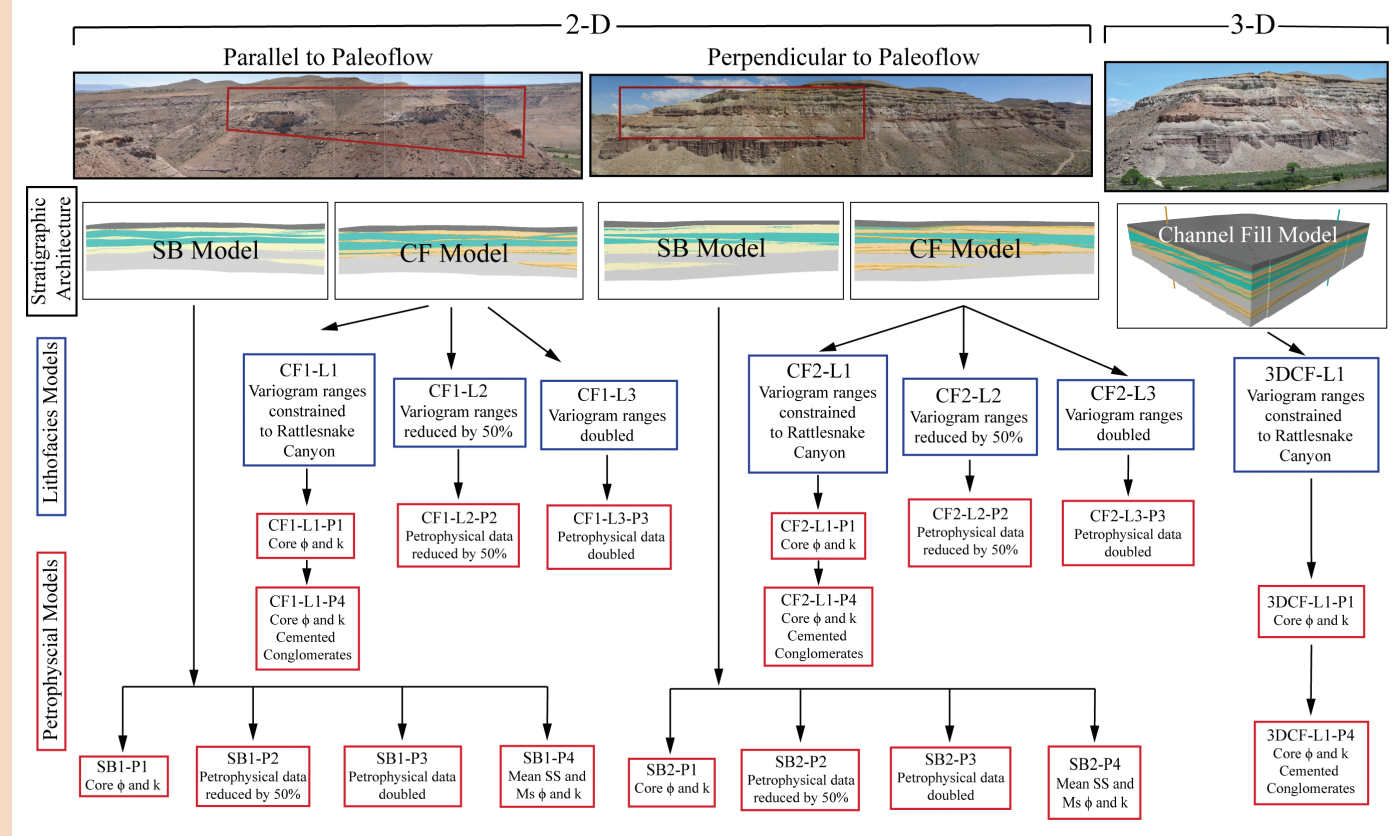 2-D
3-D
Parallel to Paleoflow
Perpendicular to Paleoflow
Stratigraphic
Architecture
SB Model
CF Model
SB Model
CF Model
Channel Fill Model
Lithofacies Models
CF1-L1
Variogram ranges
constrained
to Rattlesnake
Canyon
CF1-L2
Variogram ranges
reduced by 50%
CF1-L3
Variogram ranges
doubled
CF2-L1
Variogram ranges
constrained
to Rattlesnake
Canyon
CF2-L2
Variogram ranges
reduced by 50%
CF2-L3
Variogram ranges
doubled
3DCF-L1
Variogram ranges
constrained
to Rattlesnake
Canyon
Petrophyscial Models
CF1-L1-P1
Core ϕ and k
CF1-L2-P2
Petrophysical data
reduced by 50%
CF1-L3-P3
Petrophysical data
doubled
CF2-L1-P1
Core ϕ and k
CF2-L2-P2
Petrophysical data
reduced by 50%
CF2-L3-P3
Petrophysical data
doubled
3DCF-L1-P1
Core ϕ and k
CF1-L1-P4
Core ϕ and k
Cemented
Conglomerates
CF2-L1-P4
Core ϕ and k
Cemented
Conglomerates
3DCF-L1-P4
Core ϕ and k
Cemented
Conglomerates
SB1-P1
Core ϕ and k
SB1-P2
Petrophysical data
reduced by 50%
SB1-P3
Petrophysical data
doubled
SB1-P4
Mean SS and
Ms ϕ and k
SB2-P1
Core ϕ and k
SB2-P2
Petrophysical data
reduced by 50%
SB2-P3
Petrophysical data
doubled
SB2-P4
Mean SS and
Ms ϕ and k